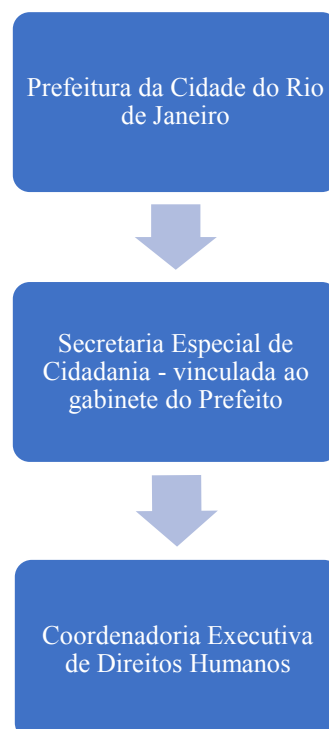 Prefeitura da Cidade do Rio
de Janeiro
Secretaria Especial de
Cidadania - vinculada ao
gabinete do Prefeito
Coordenadoria Executiva
de Direitos Humanos